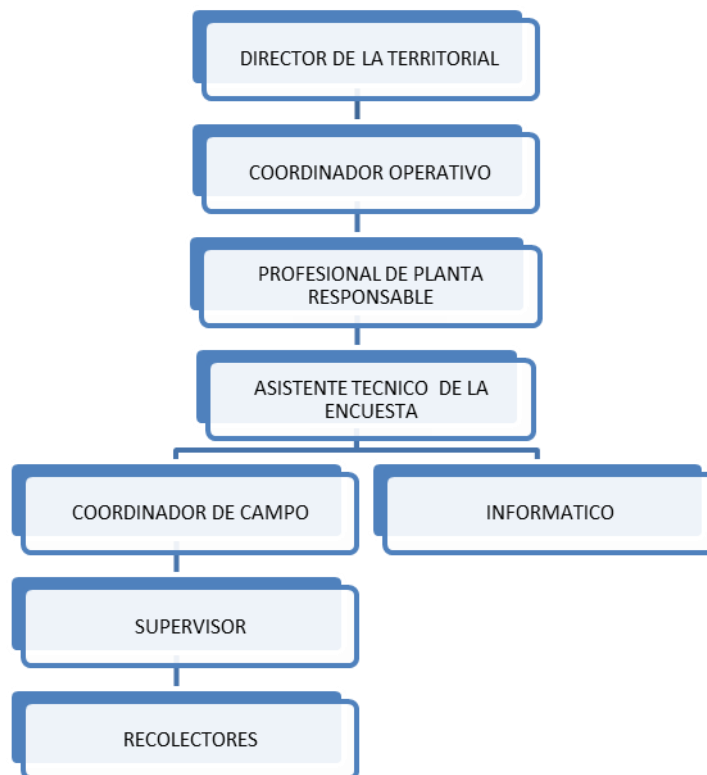 DIRECTOR DE LA TERRITORIAL
COORDINADOR OPERATIVO
PROFESIONAL DE PLANTA
RESPONSABLE
ASISTENTE TECNICO DE LA
ENCUESTA
COORDINADOR DE CAMPO
INFORMATICO
SUPERVISOR
RECOLECTORES